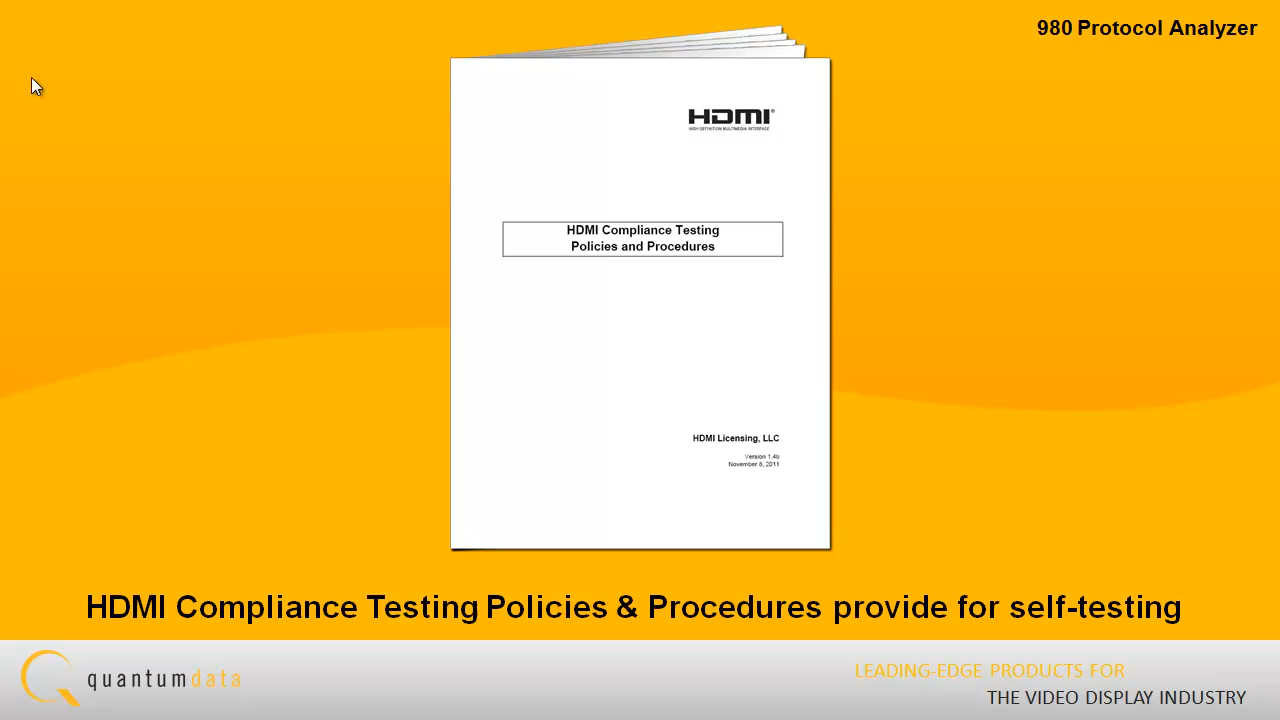 980 Protocol Analyzer
HDMI®
HIGH-DEFINITION MULTIMEDIA INTERFACE
HDMI Compliance Testing
Policies and Procedures
HDMI Licensing, LLC
Version 1.4b
November 8, 2011
HDMI Compliance Testing Policies & Procedures provide for self-testing
quantumdata
LEADING-EDGE PRODUCTS FOR
THE VIDEO DISPLAY INDUSTRY